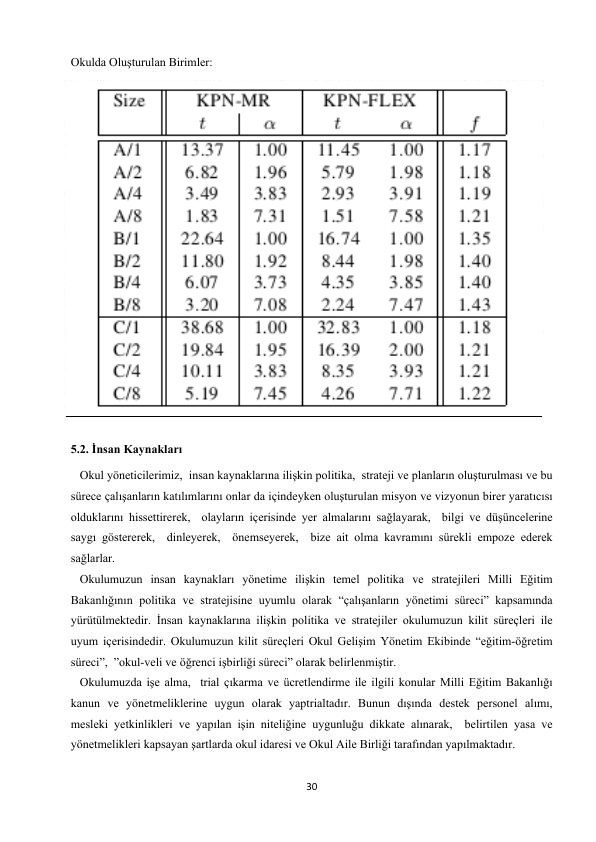 Okulda Oluşturulan Birimler:
Size KPN-MR KPN-FLEX
t α t α f
A/1 13.37 1.00 11.45 1.00 1.17
A/2 6.82 1.96 5.79 1.98 1.18
A/4 3.49 3.83 2.93 3.91 1.19
A/8 1.83 7.31 1.51 7.58 1.21
B/1 22.64 1.00 16.74 1.00 1.35
B/2 11.80 1.92 8.44 1.98 1.40
B/4 6.07 3.73 4.35 3.85 1.40
B/8 3.20 7.08 2.24 7.47 1.43
C/1 38.68 1.00 32.83 1.00 1.18
C/2 19.84 1.95 16.39 2.00 1.21
C/4 10.11 3.83 8.35 3.93 1.21
C/8 5.19 7.45 4.26 7.71 1.22
5.2. İnsan Kaynakları
Okul yöneticilerimiz, insan kaynaklarına ilişkin politika, strateji ve planların oluşturulması ve bu
sürece çalışanların katılımlarını onlar da içindeyken oluşturulan misyon ve vizyonun birer yaratıcısı
olduklarını hissettirerek, olayların içerisinde yer almalarını sağlayarak, bilgi ve düşüncelerine
saygı göstererek, dinleyerek, önemseyerek, bize ait olma kavramını sürekli empoze ederek
sağlarlar.
Okulumuzun insan kaynakları yönetime ilişkin temel politika ve stratejileri Milli Eğitim
Bakanlığının politika ve stratejisine uyumlu olarak “çalışanların yönetimi süreci” kapsamında
yürütülmektedir. İnsan kaynaklarına ilişkin politika ve stratejiler okulumuzun kilit süreçleri ile
uyum içerisindedir. Okulumuzun kilit süreçleri Okul Gelişim Yönetim Ekibinde “eğitim-öğretim
süreci”, ”okul-veli ve öğrenci işbirliği süreci” olarak belirlenmiştir.
Okulumuzda işe alma, trial çıkarma ve ücretlendirme ile ilgili konular Milli Eğitim Bakanlığı
kanun ve yönetmeliklerine uygun olarak yaptrialtadır. Bunun dışında destek personel alımı,
mesleki yetkinlikleri ve yapılan işin niteliğine uygunluğu dikkate alınarak, belirtilen yasa ve
yönetmelikleri kapsayan şartlarda okul idaresi ve Okul Aile Birliği tarafından yapılmaktadır.
30